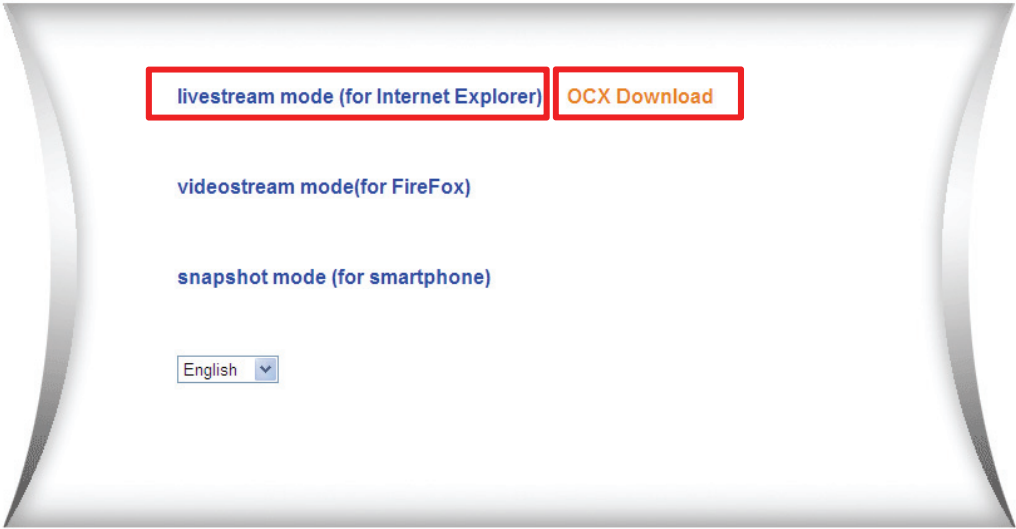 livestream mode (for Internet Explorer) OCX Download
videostream mode(for FireFox)
snapshot mode (for smartphone)
English